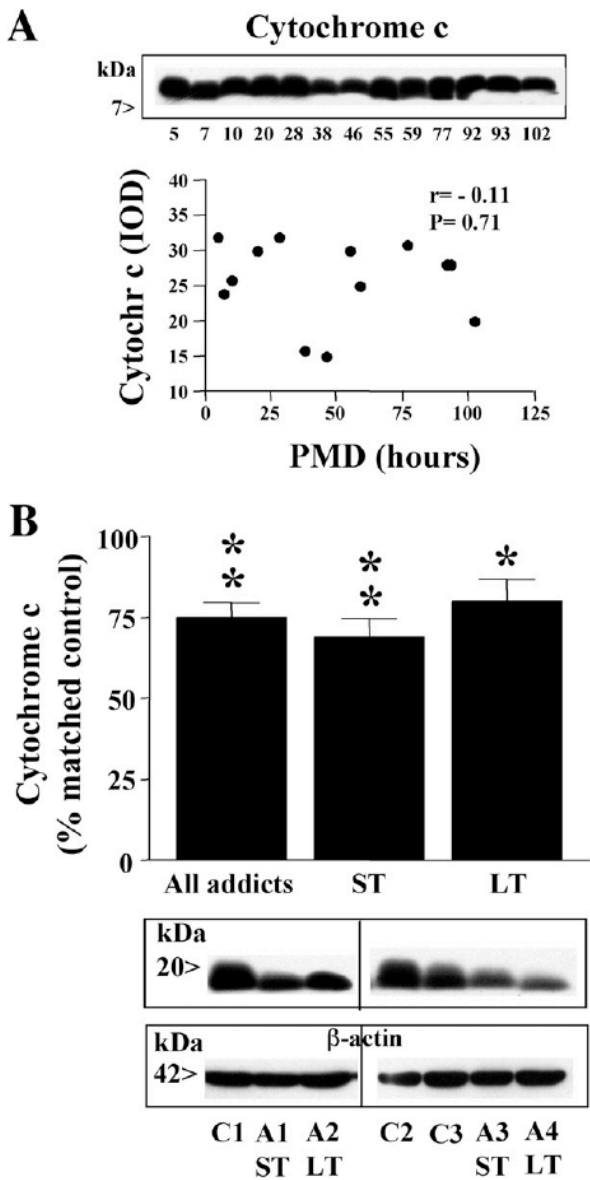 A
Cytochrome c
kDa
7>
5 7 10 20 28 38 46 55 59 77 92 93 102
Cytochr c (IOD)
40
35
30
25
20
15
10
r= - 0.11
P= 0.71
0 25 50 75 100 125
PMD (hours)
B
Cytochrome c
(% matched control)
100
75
50
25
0
** ** *
All addicts ST LT
kDa
20>
β-actin
kDa
42>
C1 A1 A2 C2 C3 A3 A4
ST LT ST LT